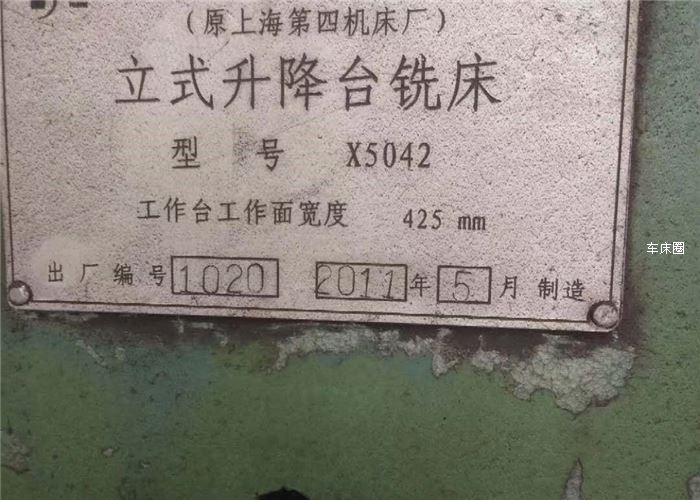 （原上海第四机床厂）
立式升降台铣床
型 号 X5042
工作台工作面宽度 425 mm
车床圈
出厂编号 1020 2011 年 5 月 制造